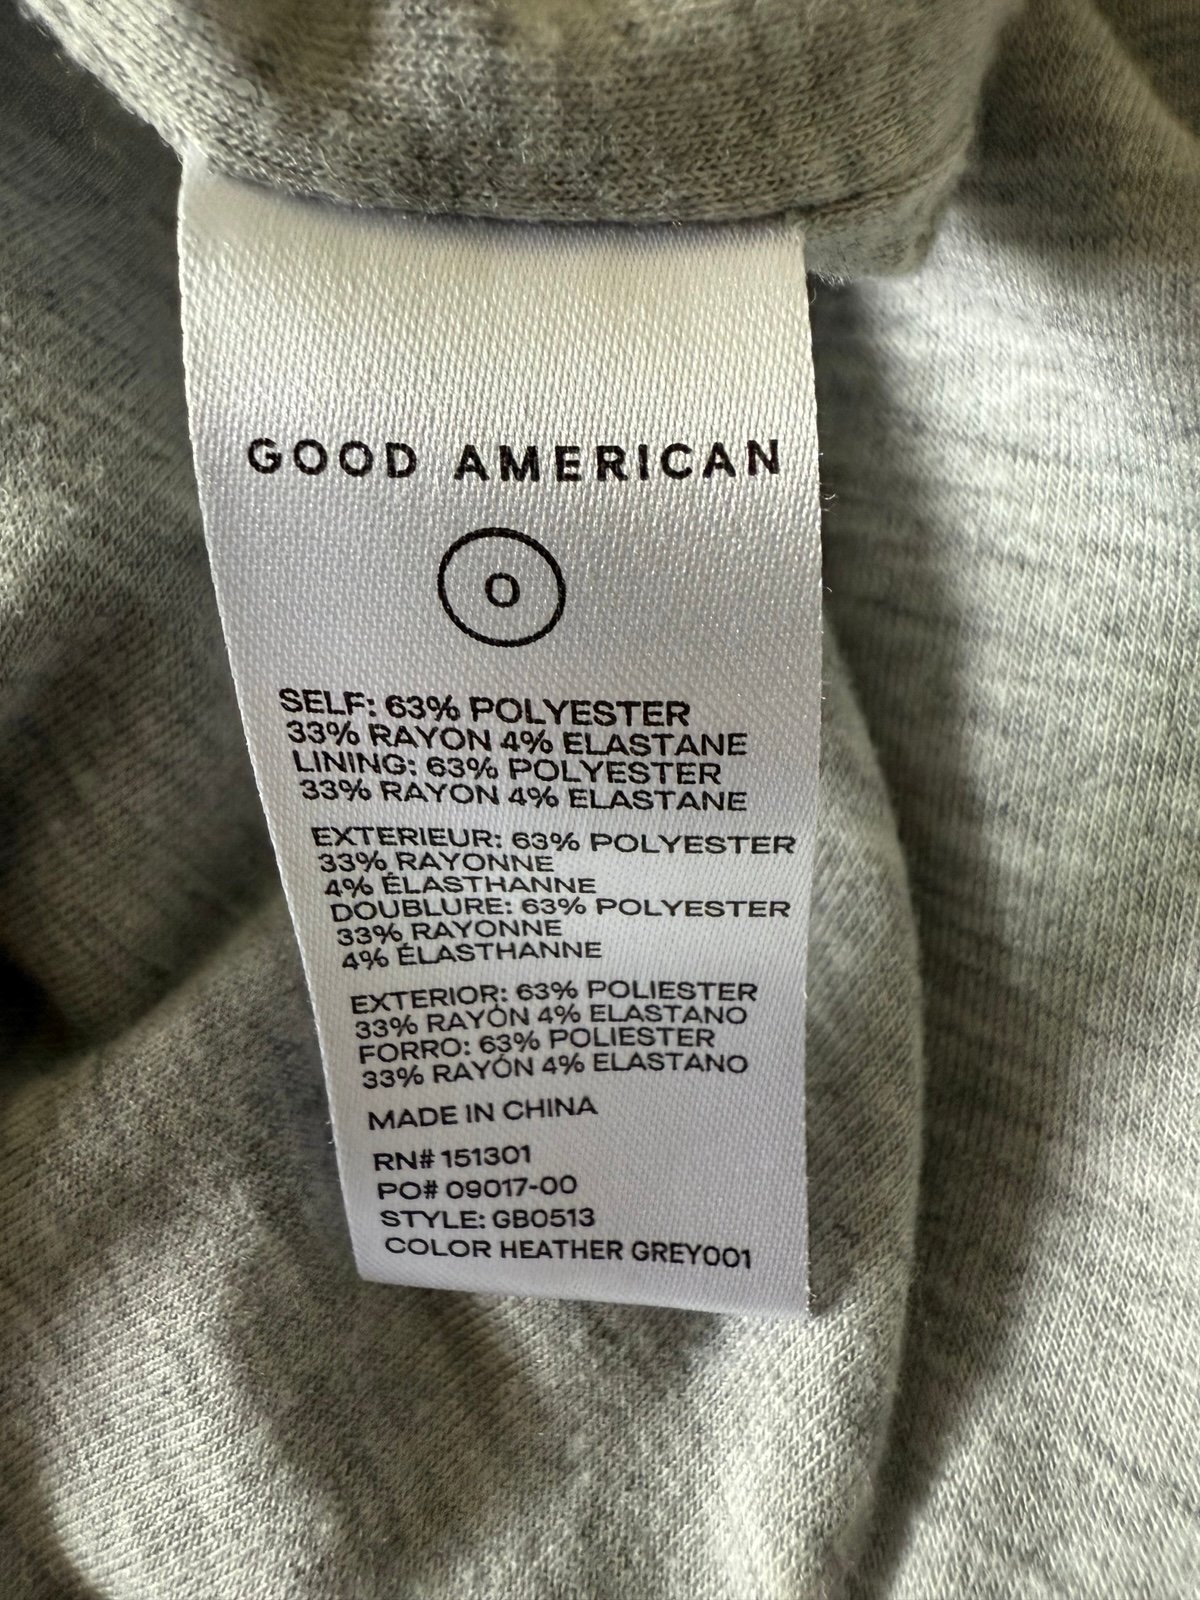 GOOD AMERICAN
0
SELF: 63% POLYESTER
33% RAYON 4% ELASTANE
LINING: 63% POLYESTER
33% RAYON 4% ELASTANE
EXTERIEUR: 63% POLYESTER
33% RAYONNE
4% ÉLASTHANNE
DOUBLURE: 63% POLYESTER
33% RAYONNE
4% ÉLASTHANNE
EXTERIOR: 63% POLIESTER
33% RAYÓN 4% ELASTANO
FORRO: 63% POLIESTER
33% RAYÓN 4% ELASTANO
MADE IN CHINA
RN# 151301
PO# 09017-00
STYLE: GB0513
COLOR HEATHER GREY001